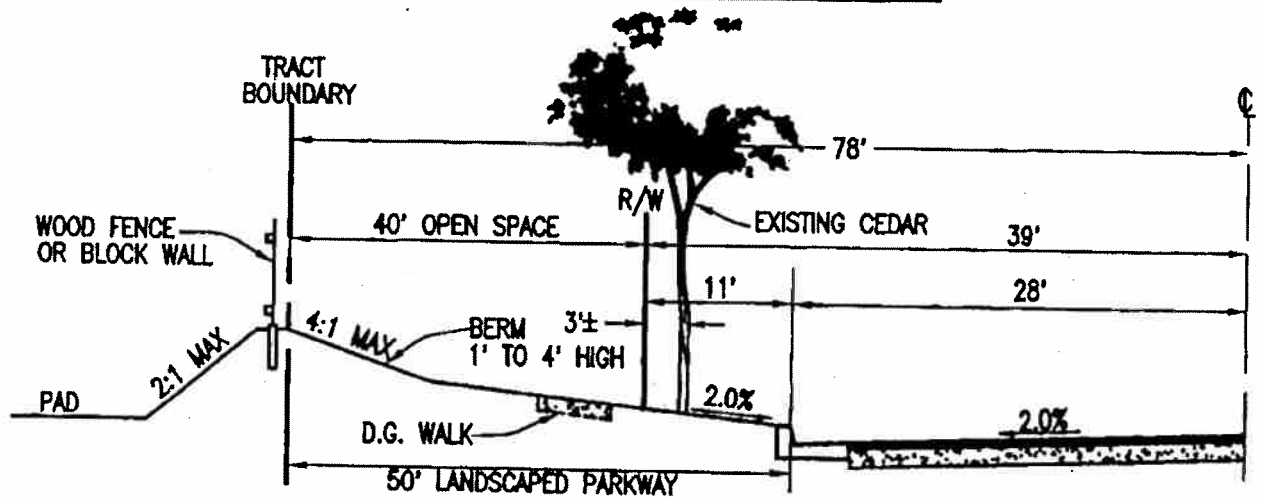 TRACT
BOUNDARY
℄
78'
R/W
WOOD FENCE
OR BLOCK WALL
40' OPEN SPACE
EXISTING CEDAR
39'
11'
28'
4:1 MAX
BERM
1' TO 4' HIGH
3'±
2:1 MAX
PAD
2.0%
2.0%
D.G. WALK
50' LANDSCAPED PARKWAY